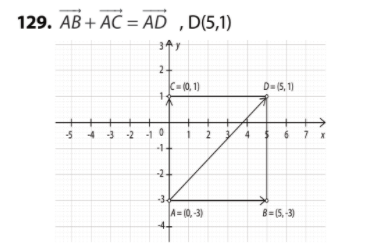 129. AB + AC = AD , D(5,1)
3 y
2
C = (0, 1) D = (5, 1)
1
-5 -4 -3 -2 -1 0 1 2 3 4 5 6 7 x
-1
-2
-3
A = (0, -3) B = (5, -3)
-4